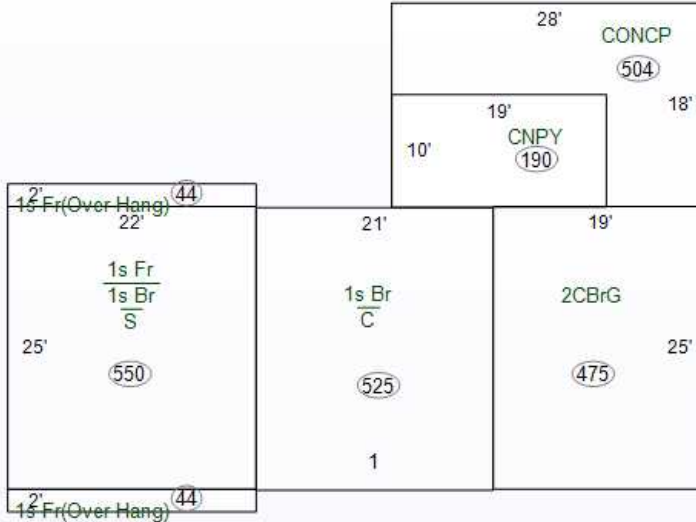 28'
CONCP
504
18'
19'
CNPY
10'
190
2'
44
1s Fr(Over Hang)
22'
21'
19'
1s Fr
1s Br
S
1s Br
C
2CBrG
25'
25'
550
525
475
1
2'
44
1s Fr(Over Hang)